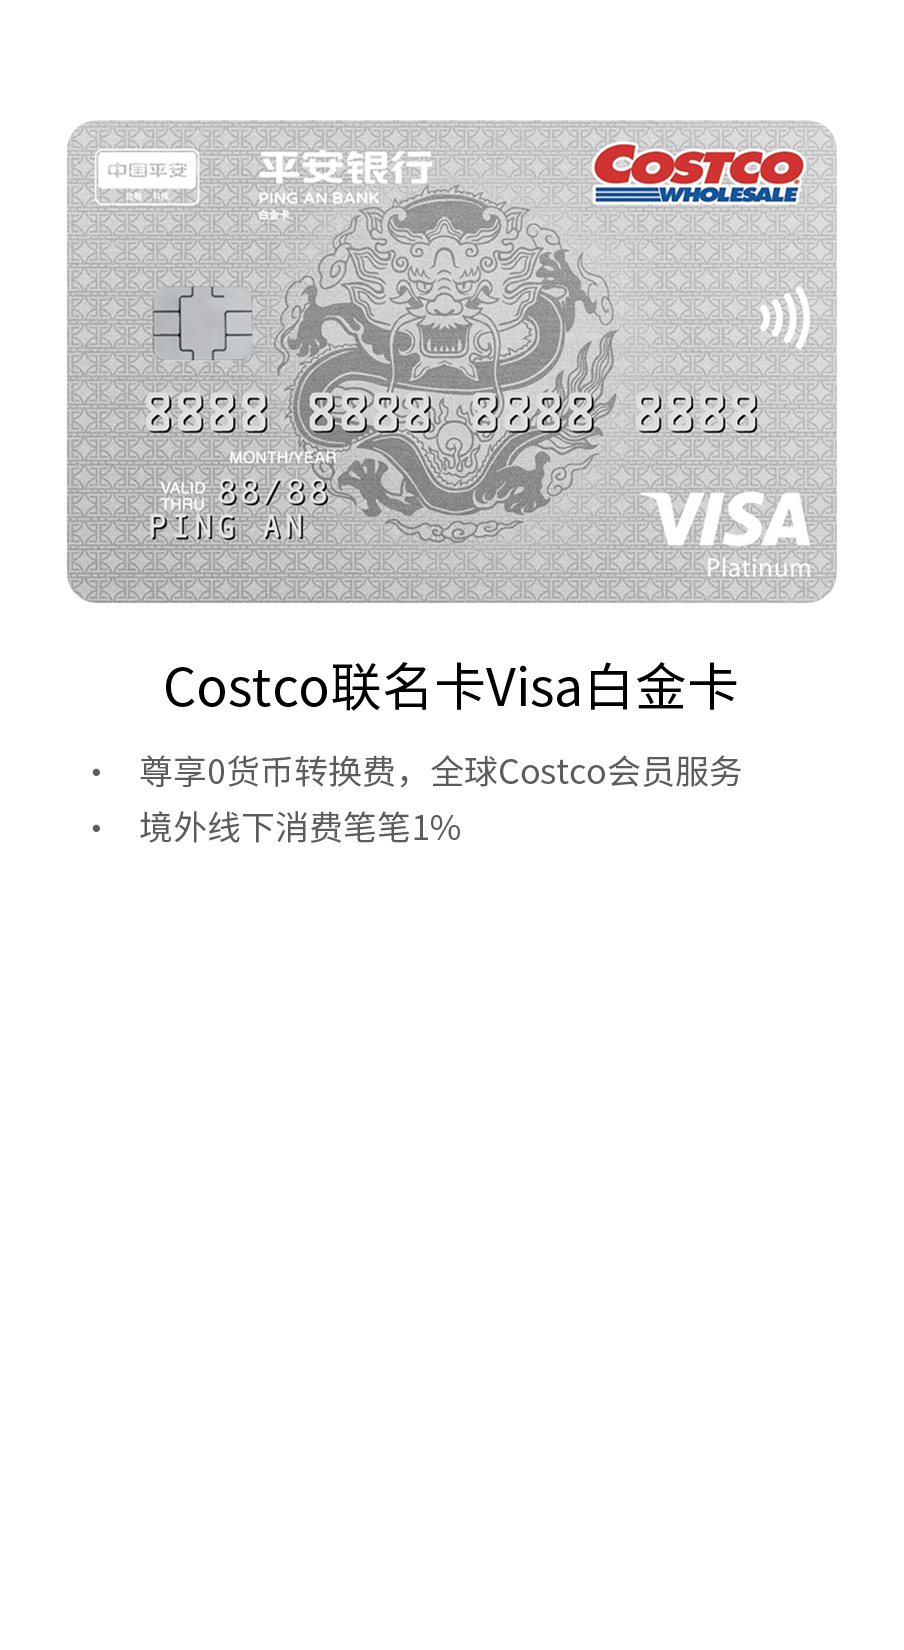 中国平安
平安银行
PING AN BANK
白金卡
COSTCO
WHOLESALE
8888 8888 8888 8888
MONTH/YEAR
VALID THRU 88/88
PING AN
VISA
Platinum
Costco联名卡Visa白金卡
• 尊享0货币转换费，全球Costco会员服务
• 境外线下消费笔笔1%